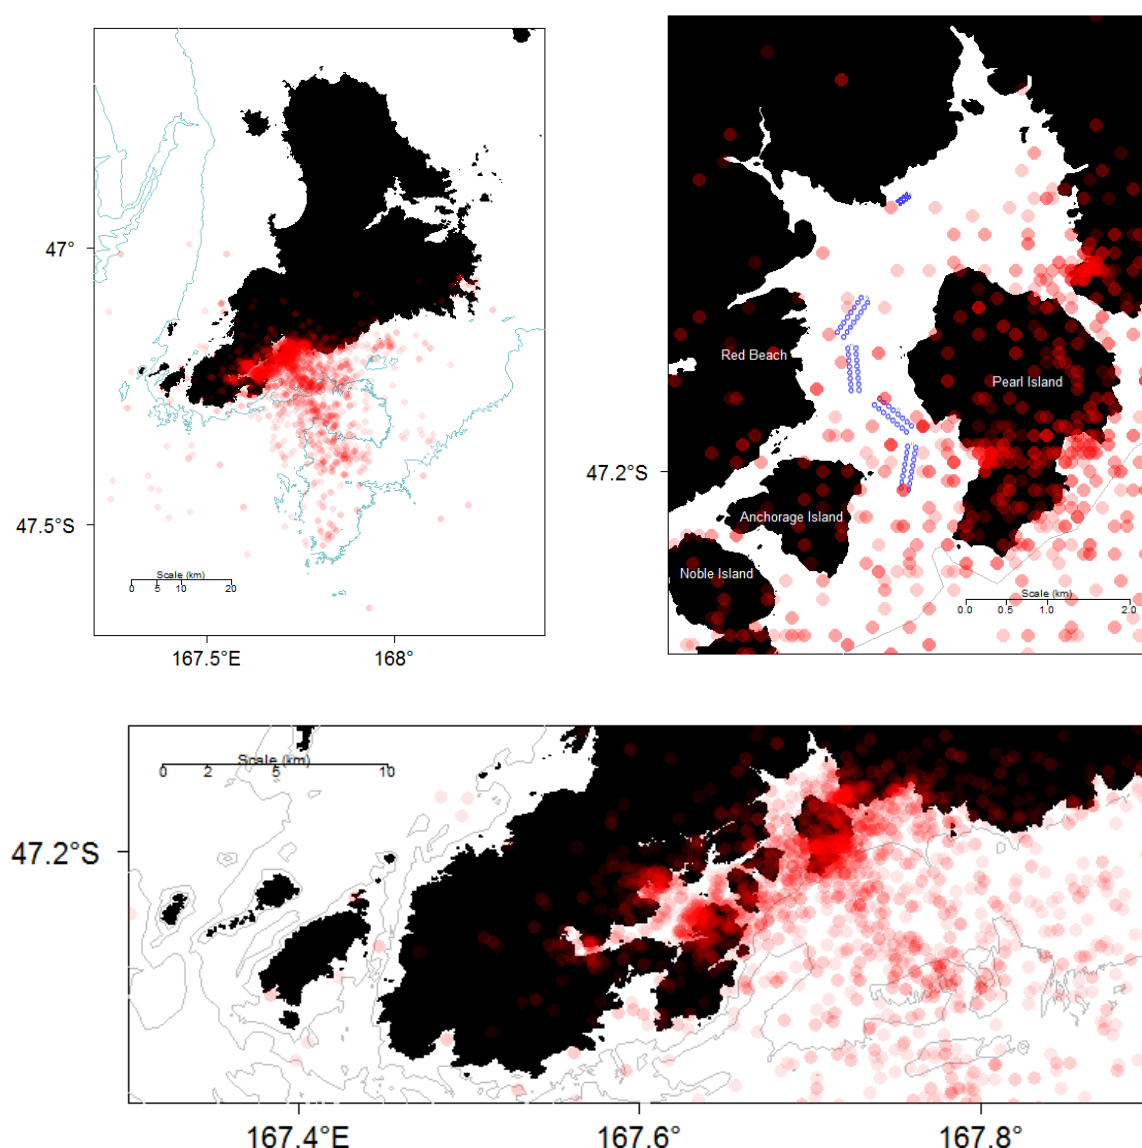 47°
47.5°S
Scale (km)
0 5 10 20
167.5°E 168°
Red Beach
Pearl Island
47.2°S
Anchorage Island
Noble Island
Scale (km)
0.0 0.5 1.0 2.0
Scale (km)
0 2 5 10
47.2°S
167.4°E 167.6° 167.8°